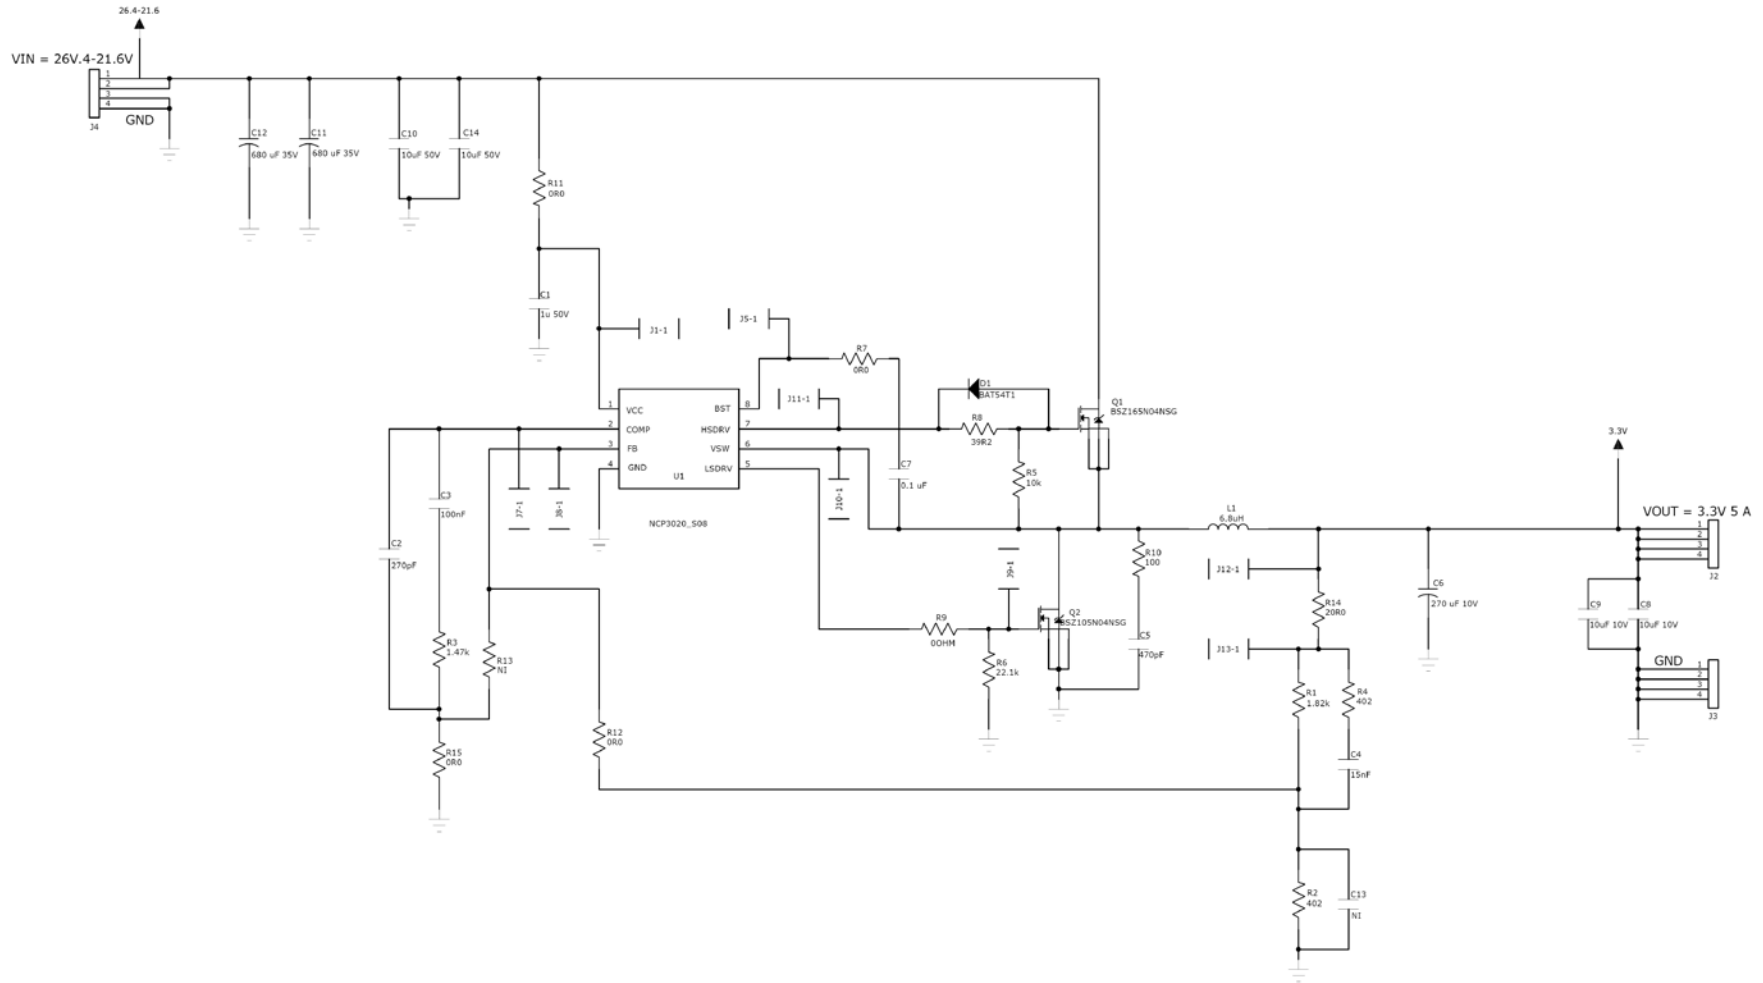 26.4-21.6
VIN = 26V.4-21.6V
1
2
3
4
J4
GND
C12
680 uF 35V
C11
680 uF 35V
C10
10uF 50V
C14
10uF 50V
R11
0R0
C1
1u 50V
J1-1
J5-1
R7
0R0
J11-1
D1
BAT54T1
Q1
BSZ165N04NSG
1 VCC BST 8
2 COMP HSDRV 7
3 FB VSW 6
4 GND LSDRV 5
U1
NCP3020_S08
R8
39R2
R5
10k
C7
0.1 uF
J10-1
J7-1
J8-1
C3
100nF
C2
270pF
R3
1.47k
R13
NI
R15
0R0
R12
0R0
J9-1
R9
0OHM
R6
22.1k
Q2
BSZ105N04NSG
R10
100
C5
470pF
L1
6.8uH
J12-1
R14
20R0
J13-1
R1
1.82k
R4
402
C4
15nF
R2
402
C13
NI
C6
270 uF 10V
3.3V
VOUT = 3.3V 5 A
1
2
3
4
J2
C9
10uF 10V
C8
10uF 10V
GND
1
2
3
4
J3